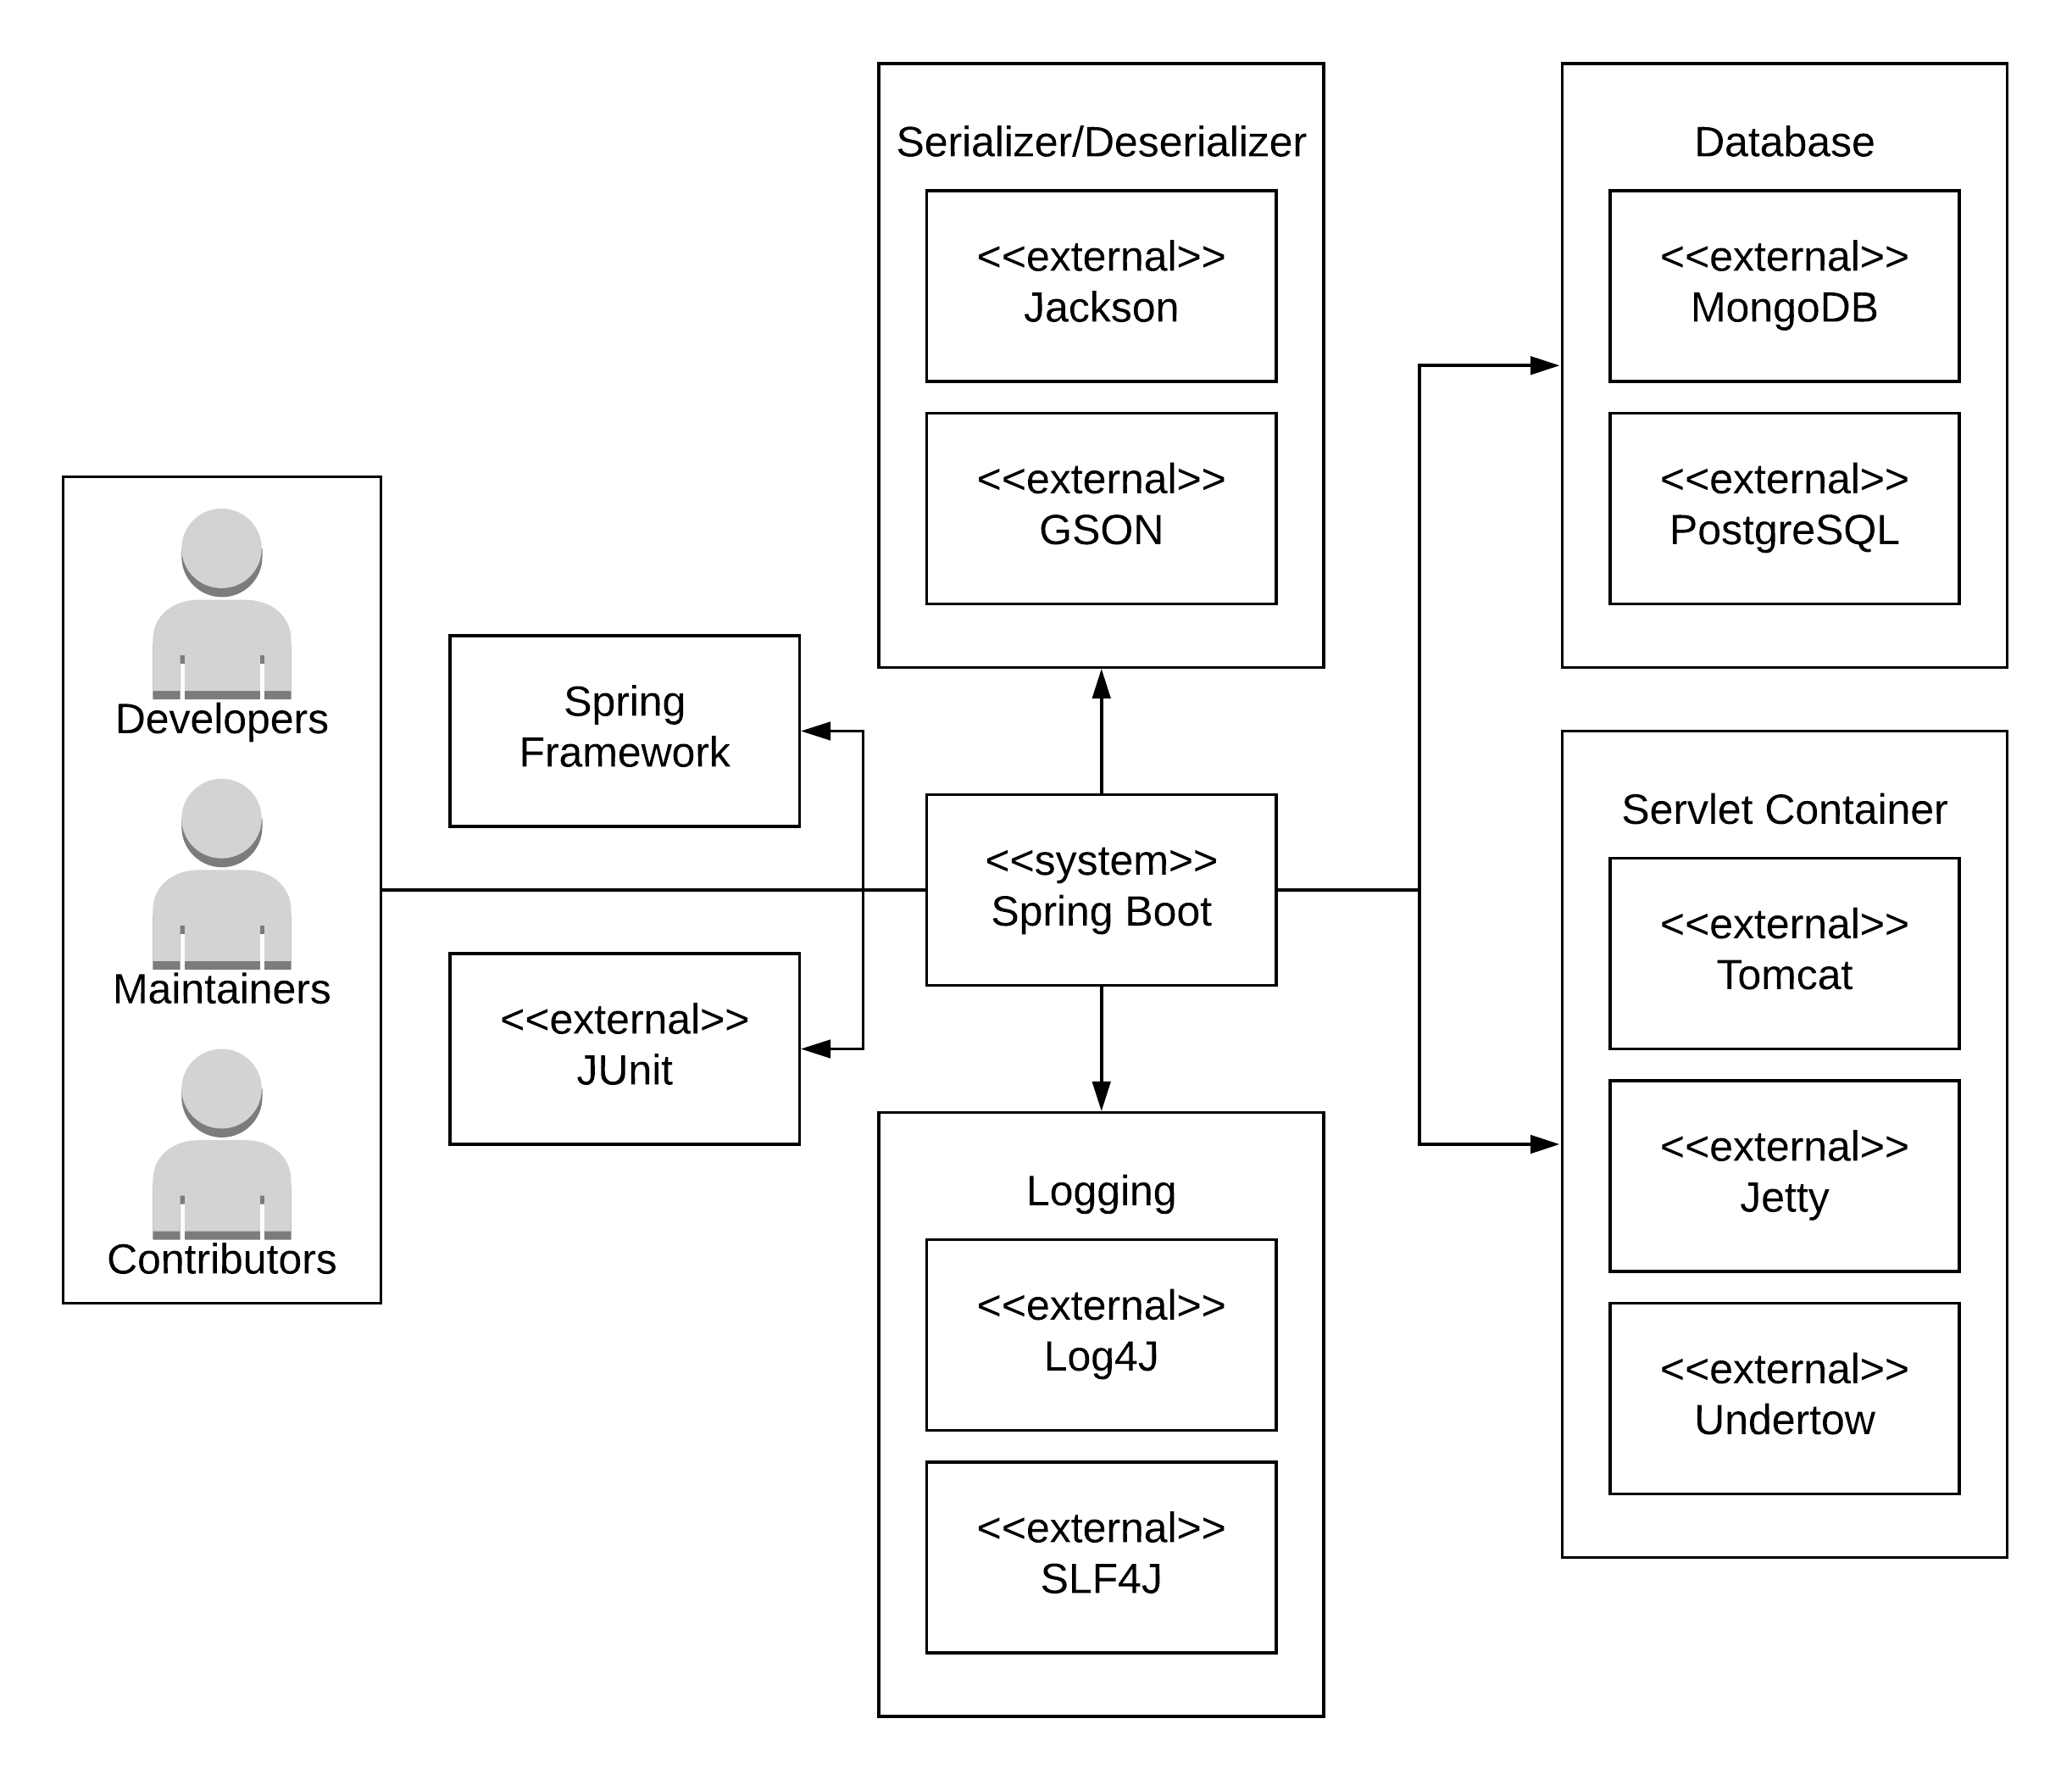 Developers
Maintainers
Contributors
Spring
Framework
<<external>>
JUnit
Serializer/Deserializer
<<external>>
Jackson
<<external>>
GSON
<<system>>
Spring Boot
Logging
<<external>>
Log4J
<<external>>
SLF4J
Database
<<external>>
MongoDB
<<external>>
PostgreSQL
Servlet Container
<<external>>
Tomcat
<<external>>
Jetty
<<external>>
Undertow